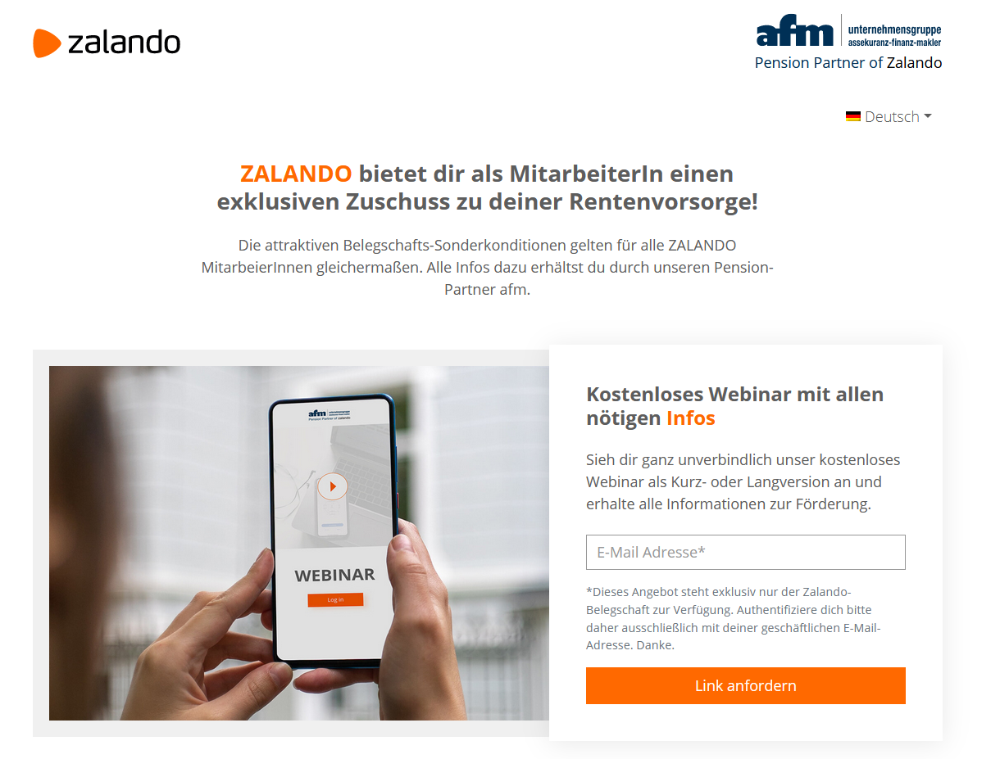 zalando
afm
unternehmensgruppe
assekuranz-finanz-makler
Pension Partner of Zalando
Deutsch
ZALANDO bietet dir als MitarbeiterIn einen
exklusiven Zuschuss zu deiner Rentenvorsorge!
Die attraktiven Belegschafts-Sonderkonditionen gelten für alle ZALANDO
MitarbeierInnen gleichermaßen. Alle Infos dazu erhältst du durch unseren Pension-
Partner afm.
afm
unternehmensgruppe
assekuranz-finanz-makler
Pension Partner of zalando
WEBINAR
Log in
Kostenloses Webinar mit allen
nötigen Infos
Sieh dir ganz unverbindlich unser kostenloses
Webinar als Kurz- oder Langversion an und
erhalte alle Informationen zur Förderung.
E-Mail Adresse*
*Dieses Angebot steht exklusiv nur der Zalando-
Belegschaft zur Verfügung. Authentifiziere dich bitte
daher ausschließlich mit deiner geschäftlichen E-Mail-
Adresse. Danke.
Link anfordern